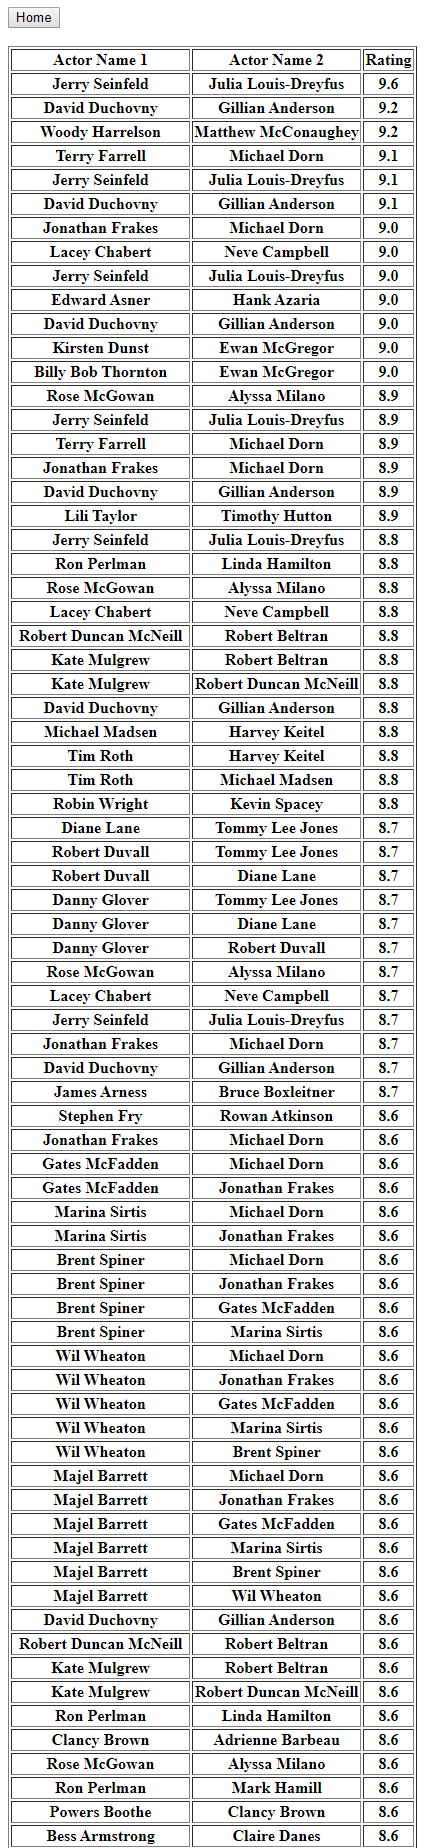 Home
Actor Name 1 Actor Name 2 Rating
Jerry Seinfeld Julia Louis-Dreyfus 9.6
David Duchovny Gillian Anderson 9.2
Woody Harrelson Matthew McConaughey 9.2
Terry Farrell Michael Dorn 9.1
Jerry Seinfeld Julia Louis-Dreyfus 9.1
David Duchovny Gillian Anderson 9.1
Jonathan Frakes Michael Dorn 9.0
Lacey Chabert Neve Campbell 9.0
Jerry Seinfeld Julia Louis-Dreyfus 9.0
Edward Asner Hank Azaria 9.0
David Duchovny Gillian Anderson 9.0
Kirsten Dunst Ewan McGregor 9.0
Billy Bob Thornton Ewan McGregor 9.0
Rose McGowan Alyssa Milano 8.9
Jerry Seinfeld Julia Louis-Dreyfus 8.9
Terry Farrell Michael Dorn 8.9
Jonathan Frakes Michael Dorn 8.9
David Duchovny Gillian Anderson 8.9
Lili Taylor Timothy Hutton 8.9
Jerry Seinfeld Julia Louis-Dreyfus 8.8
Ron Perlman Linda Hamilton 8.8
Rose McGowan Alyssa Milano 8.8
Lacey Chabert Neve Campbell 8.8
Robert Duncan McNeill Robert Beltran 8.8
Kate Mulgrew Robert Beltran 8.8
Kate Mulgrew Robert Duncan McNeill 8.8
David Duchovny Gillian Anderson 8.8
Michael Madsen Harvey Keitel 8.8
Tim Roth Harvey Keitel 8.8
Tim Roth Michael Madsen 8.8
Robin Wright Kevin Spacey 8.8
Diane Lane Tommy Lee Jones 8.7
Robert Duvall Tommy Lee Jones 8.7
Robert Duvall Diane Lane 8.7
Danny Glover Tommy Lee Jones 8.7
Danny Glover Diane Lane 8.7
Danny Glover Robert Duvall 8.7
Rose McGowan Alyssa Milano 8.7
Lacey Chabert Neve Campbell 8.7
Jerry Seinfeld Julia Louis-Dreyfus 8.7
Jonathan Frakes Michael Dorn 8.7
David Duchovny Gillian Anderson 8.7
James Arness Bruce Boxleitner 8.7
Stephen Fry Rowan Atkinson 8.6
Jonathan Frakes Michael Dorn 8.6
Gates McFadden Michael Dorn 8.6
Gates McFadden Jonathan Frakes 8.6
Marina Sirtis Michael Dorn 8.6
Marina Sirtis Jonathan Frakes 8.6
Brent Spiner Michael Dorn 8.6
Brent Spiner Jonathan Frakes 8.6
Brent Spiner Gates McFadden 8.6
Brent Spiner Marina Sirtis 8.6
Wil Wheaton Michael Dorn 8.6
Wil Wheaton Jonathan Frakes 8.6
Wil Wheaton Gates McFadden 8.6
Wil Wheaton Marina Sirtis 8.6
Wil Wheaton Brent Spiner 8.6
Majel Barrett Michael Dorn 8.6
Majel Barrett Jonathan Frakes 8.6
Majel Barrett Gates McFadden 8.6
Majel Barrett Marina Sirtis 8.6
Majel Barrett Brent Spiner 8.6
Majel Barrett Wil Wheaton 8.6
David Duchovny Gillian Anderson 8.6
Robert Duncan McNeill Robert Beltran 8.6
Kate Mulgrew Robert Beltran 8.6
Kate Mulgrew Robert Duncan McNeill 8.6
Ron Perlman Linda Hamilton 8.6
Clancy Brown Adrienne Barbeau 8.6
Rose McGowan Alyssa Milano 8.6
Ron Perlman Mark Hamill 8.6
Powers Boothe Clancy Brown 8.6
Bess Armstrong Claire Danes 8.6